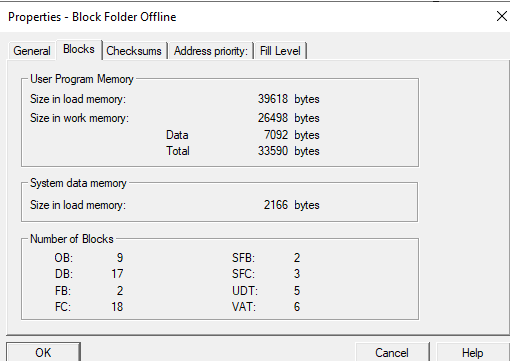 Properties - Block Folder Offline
General Blocks Checksums Address priority: Fill Level
User Program Memory
Size in load memory: 39618 bytes
Size in work memory: 26498 bytes
Data 7092 bytes
Total 33590 bytes
System data memory
Size in load memory: 2166 bytes
Number of Blocks
OB: 9 SFB: 2
DB: 17 SFC: 3
FB: 2 UDT: 5
FC: 18 VAT: 6
OK Cancel Help